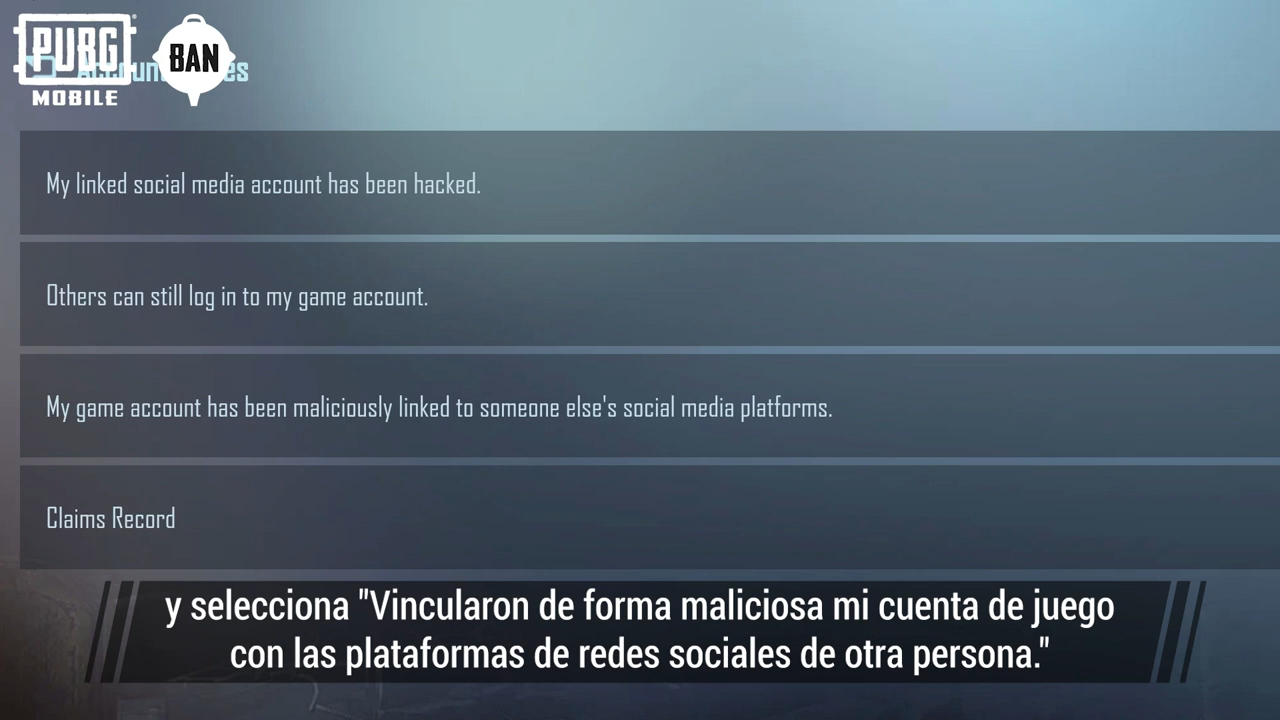 PUBG
MOBILE
BAN
My linked social media account has been hacked.
Others can still log in to my game account.
My game account has been maliciously linked to someone else's social media platforms.
Claims Record
y selecciona "Vincularon de forma maliciosa mi cuenta de juego
con las plataformas de redes sociales de otra persona."